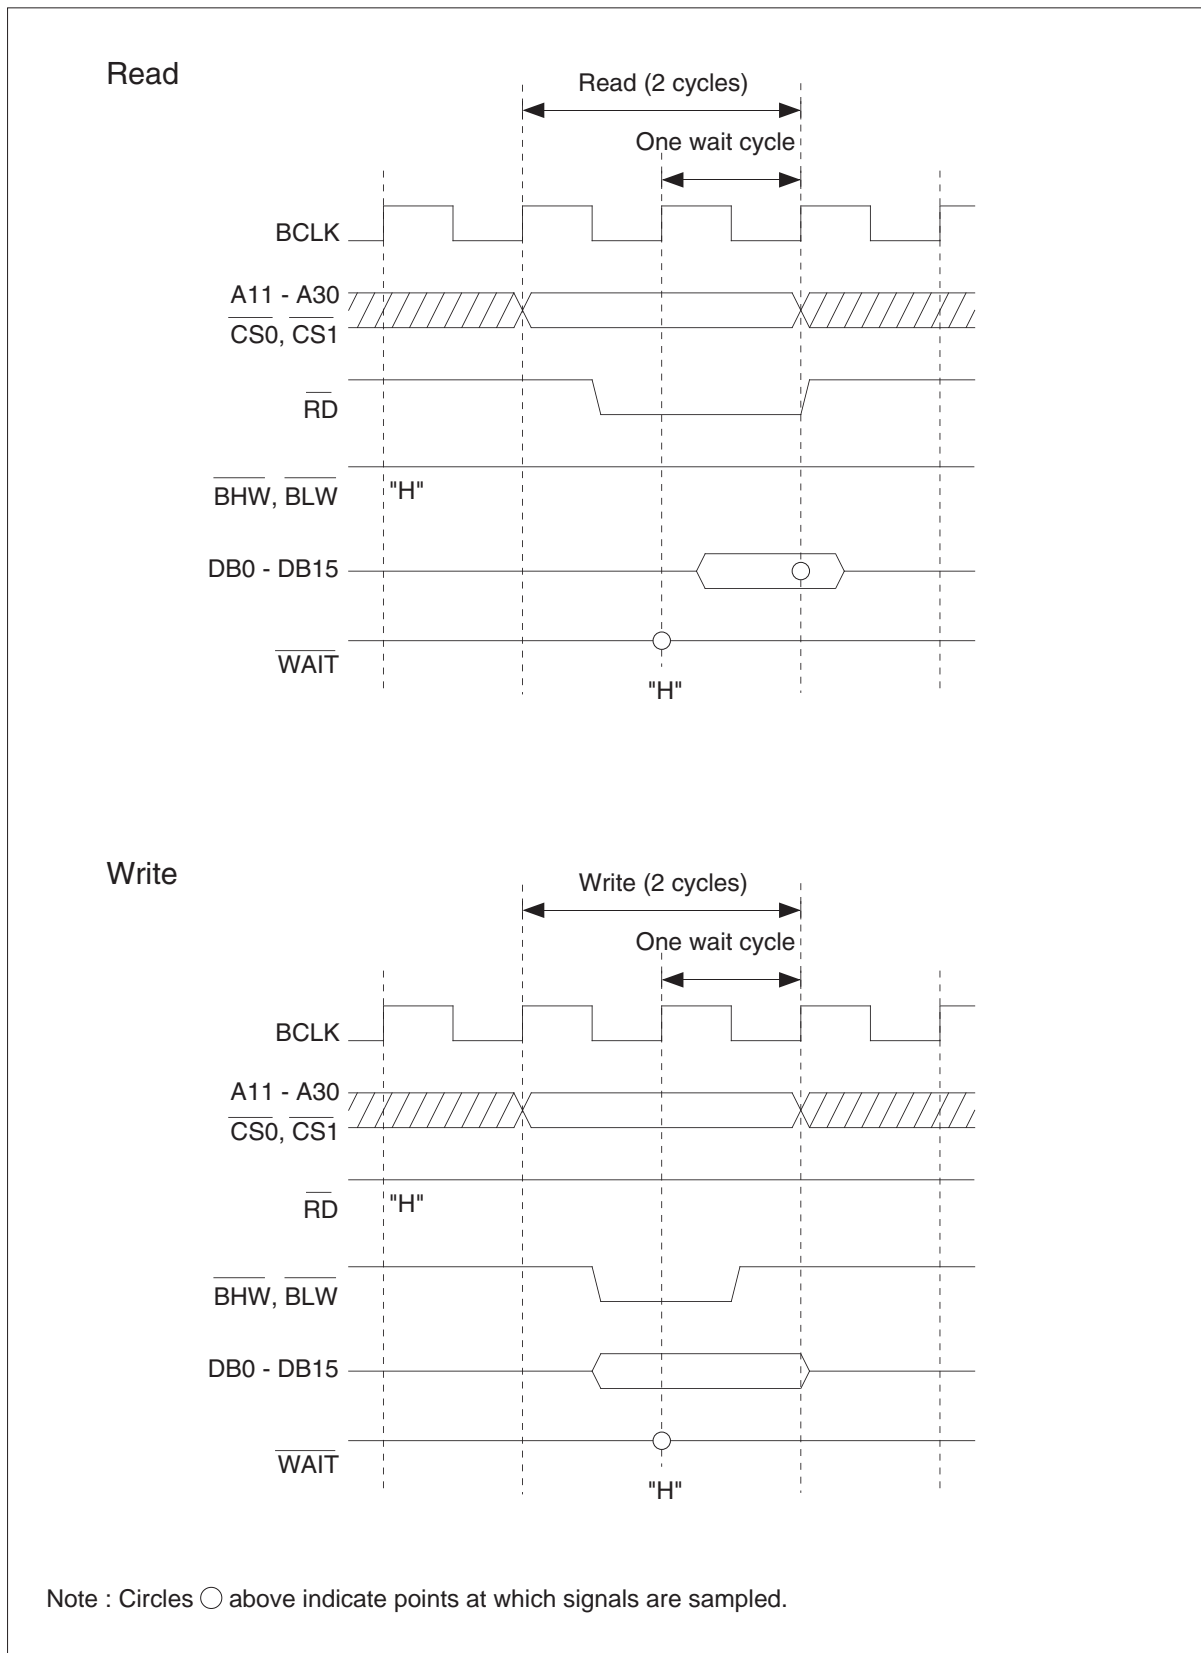 Read
Read (2 cycles)
One wait cycle
BCLK
A11 - A30
CS0, CS1
RD
BHW, BLW
"H"
DB0 - DB15
WAIT
"H"
Write
Write (2 cycles)
One wait cycle
BCLK
A11 - A30
CS0, CS1
RD
"H"
BHW, BLW
DB0 - DB15
WAIT
"H"
Note : Circles ○ above indicate points at which signals are sampled.